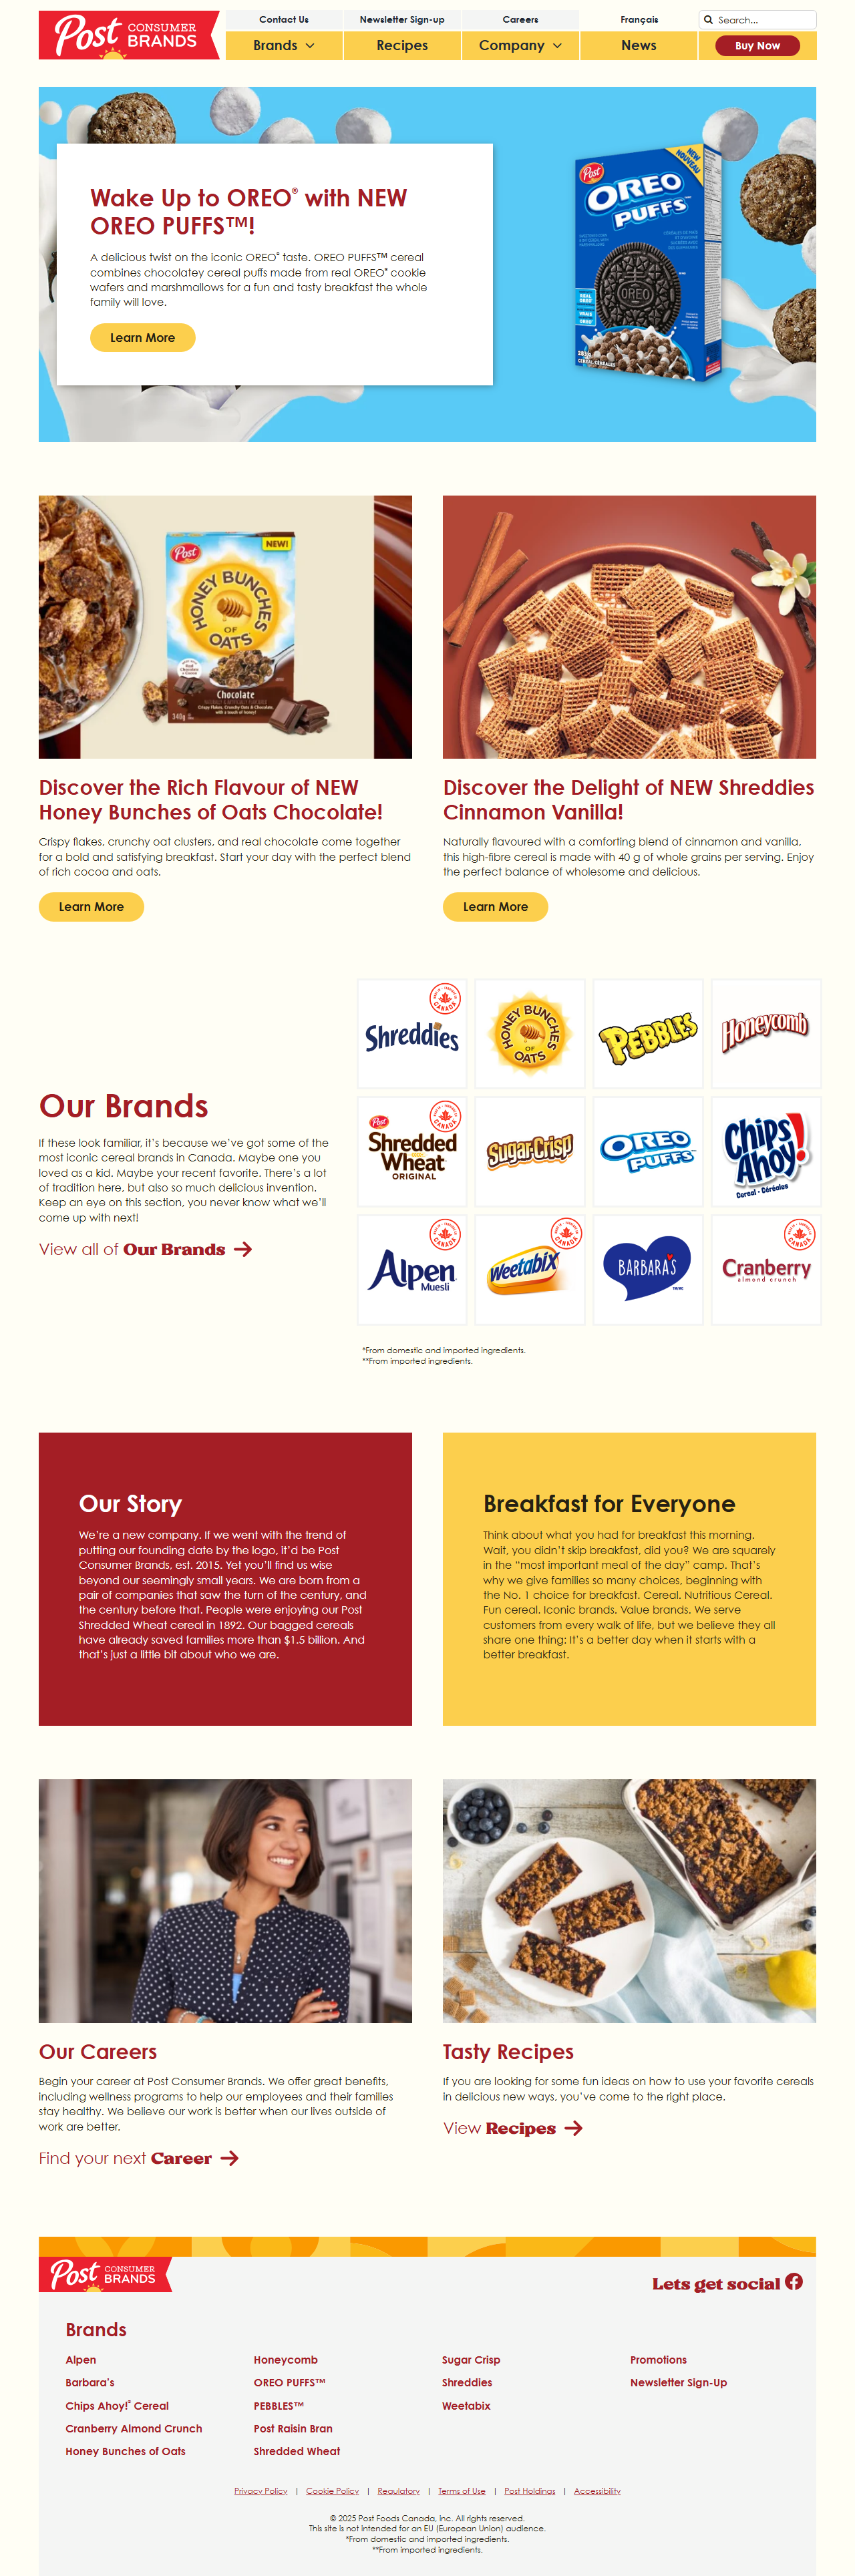 Post CONSUMER BRANDS
Contact Us
Newsletter Sign-up
Careers
Français
Search...
Brands
Recipes
Company
News
Buy Now
Wake Up to OREO® with NEW
OREO PUFFS™!
A delicious twist on the iconic OREO® taste. OREO PUFFS™ cereal
combines chocolatey cereal puffs made from real OREO® cookie
wafers and marshmallows for a fun and tasty breakfast the whole
family will love.
Learn More
NEW
NOUVEAU
Post
OREO
PUFFS
OREO
Post
NEW!
HONEY BUNCHES
OF
OATS
Chocolate
340g
Discover the Rich Flavour of NEW
Honey Bunches of Oats Chocolate!
Crispy flakes, crunchy oat clusters, and real chocolate come together
for a bold and satisfying breakfast. Start your day with the perfect blend
of rich cocoa and oats.
Learn More
Discover the Delight of NEW Shreddies
Cinnamon Vanilla!
Naturally flavoured with a comforting blend of cinnamon and vanilla,
this high-fibre cereal is made with 40 g of whole grains per serving. Enjoy
the perfect balance of wholesome and delicious.
Learn More
Our Brands
If these look familiar, it's because we've got some of the
most iconic cereal brands in Canada. Maybe one you
loved as a kid. Maybe your recent favorite. There's a lot
of tradition here, but also so much delicious invention.
Keep an eye on this section, you never know what we'll
come up with next!
View all of Our Brands
Shreddies
CANADA
HONEY BUNCHES
OF
OATS
PEBBLES
Honeycomb
Post
Shredded
Wheat
ORIGINAL
CANADA
Sugar-Crisp
OREO
PUFFS
Chips
Ahoy!
Cereal • Céréales
Alpen
Muesli
CANADA
Weetabix
CANADA
BARBARA'S
Cranberry
almond crunch
CANADA
*From domestic and imported ingredients.
**From imported ingredients.
Our Story
We're a new company. If we went with the trend of
putting our founding date by the logo, it'd be Post
Consumer Brands, est. 2015. Yet you'll find us wise
beyond our seemingly small years. We are born from a
pair of companies that saw the turn of the century, and
the century before that. People were enjoying our Post
Shredded Wheat cereal in 1892. Our bagged cereals
have already saved families more than $1.5 billion. And
that's just a little bit about who we are.
Breakfast for Everyone
Think about what you had for breakfast this morning.
Wait, you didn't skip breakfast, did you? We are squarely
in the "most important meal of the day" camp. That's
why we give families so many choices, beginning with
the No. 1 choice for breakfast. Cereal. Nutritious Cereal.
Fun cereal. Iconic brands. Value brands. We serve
customers from every walk of life, but we believe they all
share one thing: It's a better day when it starts with a
better breakfast.
Our Careers
Begin your career at Post Consumer Brands. We offer great benefits,
including wellness programs to help our employees and their families
stay healthy. We believe our work is better when our lives outside of
work are better.
Find your next Career
Tasty Recipes
If you are looking for some fun ideas on how to use your favorite cereals
in delicious new ways, you've come to the right place.
View Recipes
Post CONSUMER BRANDS
Lets get social
Brands
Alpen
Barbara's
Chips Ahoy!® Cereal
Cranberry Almond Crunch
Honey Bunches of Oats
Honeycomb
OREO PUFFS™
PEBBLES™
Post Raisin Bran
Shredded Wheat
Sugar Crisp
Shreddies
Weetabix
Promotions
Newsletter Sign-Up
Privacy Policy | Cookie Policy | Regulatory | Terms of Use | Post Holdings | Accessibility
© 2025 Post Foods Canada, Inc. All rights reserved.
This site is not intended for an EU (European Union) audience.
*From domestic and imported ingredients.
**From imported ingredients.